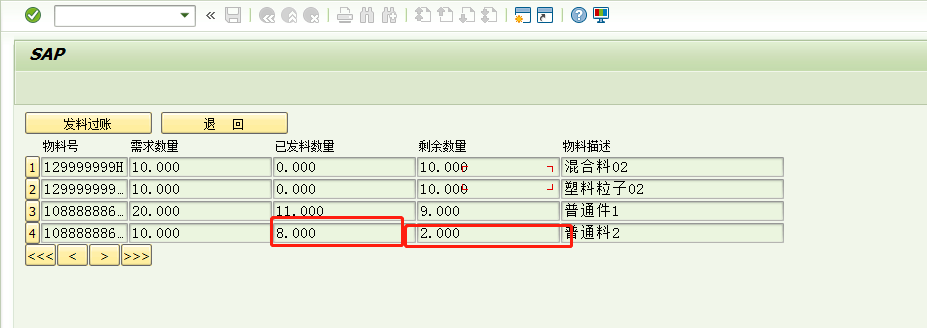 SAP
发料过账 退 回
物料号 需求数量 已发料数量 剩余数量 物料描述
1 129999999H 10.000 0.000 10.000 混合料02
2 129999999… 10.000 0.000 10.000 塑料粒子02
3 108888886… 20.000 11.000 9.000 普通件1
4 108888886… 10.000 8.000 2.000 普通料2
<<< < > >>>